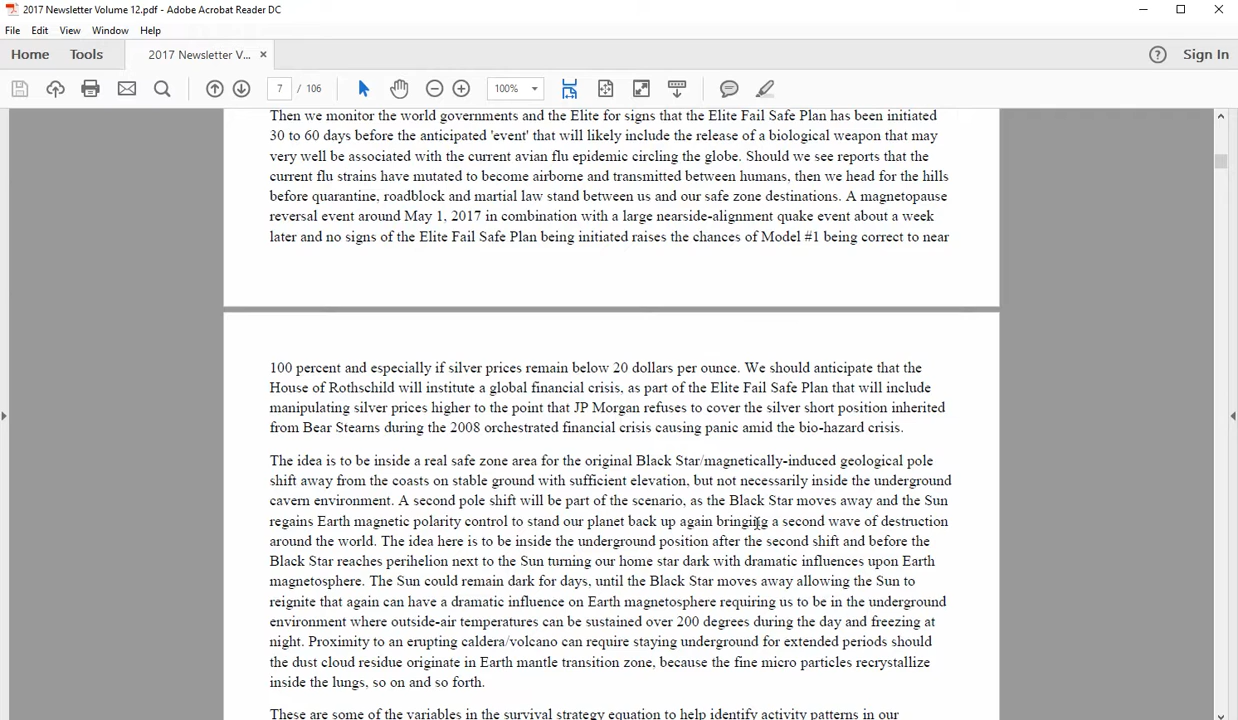 2017 Newsletter Volume 12.pdf - Adobe Acrobat Reader DC
File Edit View Window Help
Home Tools 2017 Newsletter V... × Sign In
7 / 106 100%
Then we monitor the world governments and the Elite for signs that the Elite Fail Safe Plan has been initiated
30 to 60 days before the anticipated 'event' that will likely include the release of a biological weapon that may
very well be associated with the current avian flu epidemic circling the globe. Should we see reports that the
current flu strains have mutated to become airborne and transmitted between humans, then we head for the hills
before quarantine, roadblock and martial law stand between us and our safe zone destinations. A magnetopause
reversal event around May 1, 2017 in combination with a large nearside-alignment quake event about a week
later and no signs of the Elite Fail Safe Plan being initiated raises the chances of Model #1 being correct to near
100 percent and especially if silver prices remain below 20 dollars per ounce. We should anticipate that the
House of Rothschild will institute a global financial crisis, as part of the Elite Fail Safe Plan that will include
manipulating silver prices higher to the point that JP Morgan refuses to cover the silver short position inherited
from Bear Stearns during the 2008 orchestrated financial crisis causing panic amid the bio-hazard crisis.
The idea is to be inside a real safe zone area for the original Black Star/magnetically-induced geological pole
shift away from the coasts on stable ground with sufficient elevation, but not necessarily inside the underground
cavern environment. A second pole shift will be part of the scenario, as the Black Star moves away and the Sun
regains Earth magnetic polarity control to stand our planet back up again bringing a second wave of destruction
around the world. The idea here is to be inside the underground position after the second shift and before the
Black Star reaches perihelion next to the Sun turning our home star dark with dramatic influences upon Earth
magnetosphere. The Sun could remain dark for days, until the Black Star moves away allowing the Sun to
reignite that again can have a dramatic influence on Earth magnetosphere requiring us to be in the underground
environment where outside-air temperatures can be sustained over 200 degrees during the day and freezing at
night. Proximity to an erupting caldera/volcano can require staying underground for extended periods should
the dust cloud residue originate in Earth mantle transition zone, because the fine micro particles recrystallize
inside the lungs, so on and so forth.
These are some of the variables in the survival strategy equation to help identify activity patterns in our